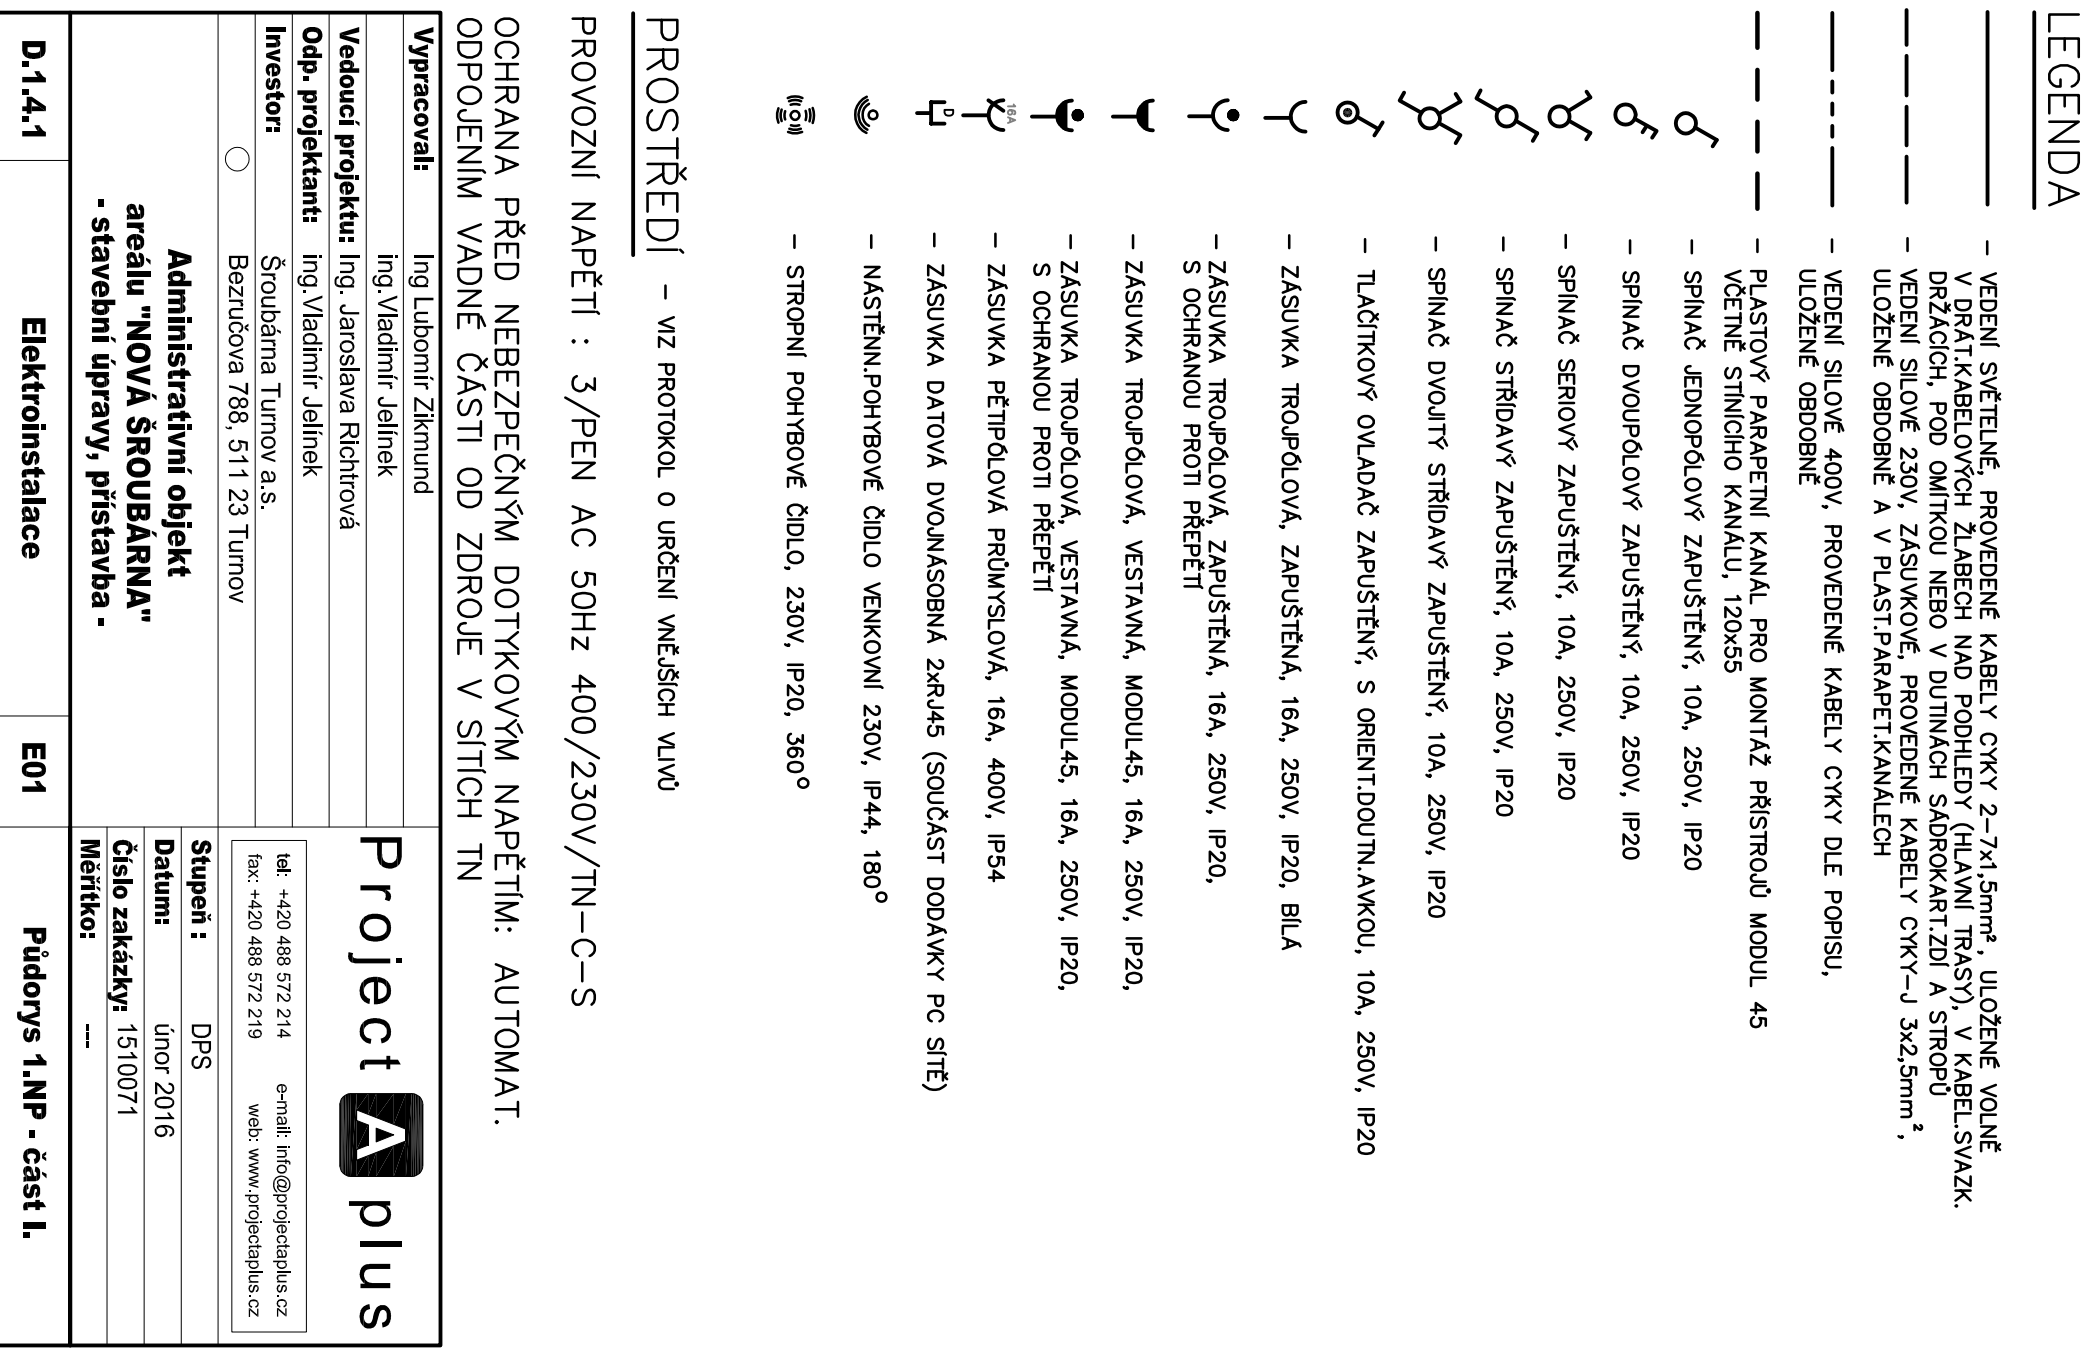 LEGENDA
– VEDENÍ SVĚTELNÉ, PROVEDENÉ KABELY CYKY 2–7x1,5mm², ULOŽENÉ VOLNĚ
V DRÁT.KABELOVÝCH ŽLABECH NAD PODHLEDY (HLAVNÍ TRASY), V KABEL.SVAZK.
DRŽÁCÍCH, POD OMÍTKOU NEBO V DUTINÁCH SÁDROKART.ZDÍ A STROPŮ
– VEDENÍ SILOVÉ 230V, ZÁSUVKOVÉ, PROVEDENÉ KABELY CYKY–J 3x2,5mm²,
ULOŽENÉ OBDOBNĚ A V PLAST.PARAPET.KANÁLECH
– VEDENÍ SILOVÉ 400V, PROVEDENÉ KABELY CYKY DLE POPISU,
ULOŽENÉ OBDOBNĚ
– PLASTOVÝ PARAPETNÍ KANÁL PRO MONTÁŽ PŘÍSTROJŮ MODUL 45
VČETNĚ STÍNÍCÍHO KANÁLU, 120x55
– SPÍNAČ JEDNOPÓLOVÝ ZAPUŠTĚNÝ, 10A, 250V, IP20
– SPÍNAČ DVOUPÓLOVÝ ZAPUŠTĚNÝ, 10A, 250V, IP20
– SPÍNAČ SERIOVÝ ZAPUŠTĚNÝ, 10A, 250V, IP20
– SPÍNAČ STŘÍDAVÝ ZAPUŠTĚNÝ, 10A, 250V, IP20
– SPÍNAČ DVOJITÝ STŘÍDAVÝ ZAPUŠTĚNÝ, 10A, 250V, IP20
– TLAČÍTKOVÝ OVLADAČ ZAPUŠTĚNÝ, S ORIENT.DOUTN.AVKOU, 10A, 250V, IP20
– ZÁSUVKA TROJPÓLOVÁ, ZAPUŠTĚNÁ, 16A, 250V, IP20, BÍLÁ
– ZÁSUVKA TROJPÓLOVÁ, ZAPUŠTĚNÁ, 16A, 250V, IP20,
S OCHRANOU PROTI PŘEPĚTÍ
– ZÁSUVKA TROJPÓLOVÁ, VESTAVNÁ, MODUL45, 16A, 250V, IP20,
– ZÁSUVKA TROJPÓLOVÁ, VESTAVNÁ, MODUL45, 16A, 250V, IP20,
S OCHRANOU PROTI PŘEPĚTÍ
16A – ZÁSUVKA PĚTIPÓLOVÁ PRŮMYSLOVÁ, 16A, 400V, IP54
D – ZÁSUVKA DATOVÁ DVOJNÁSOBNÁ 2xRJ45 (SOUČÁST DODÁVKY PC SÍTĚ)
– NÁSTĚNN.POHYBOVÉ ČIDLO VENKOVNÍ 230V, IP44, 180°
– STROPNÍ POHYBOVÉ ČIDLO, 230V, IP20, 360°
PROSTŘEDÍ – VIZ PROTOKOL O URČENÍ VNĚJŠÍCH VLIVŮ
PROVOZNÍ NAPĚTÍ : 3/PEN AC 50Hz 400/230V/TN–C–S
OCHRANA PŘED NEBEZPEČNÝM DOTYKOVÝM NAPĚTÍM: AUTOMAT.
ODPOJENÍM VADNÉ ČÁSTI OD ZDROJE V SÍTÍCH TN
Vypracoval: Ing Lubomír Zikmund
ing.Vladimír Jelínek
Vedoucí projektu: Ing. Jaroslava Richtrová
Odp. projektant: ing.Vladimír Jelínek
Investor: Šroubárna Turnov a.s.
Bezručova 788, 511 23 Turnov
Project A plus
tel: +420 488 572 214 e-mail: info@projectaplus.cz
fax: +420 488 572 219 web: www.projectaplus.cz
Administrativní objekt
areálu "NOVÁ ŠROUBÁRNA"
- stavební úpravy, přístavba -
Stupeň : DPS
Datum: únor 2016
Číslo zakázky: 1510071
Měřítko: ---
D.1.4.1 Elektroinstalace E01 Půdorys 1.NP - část I.